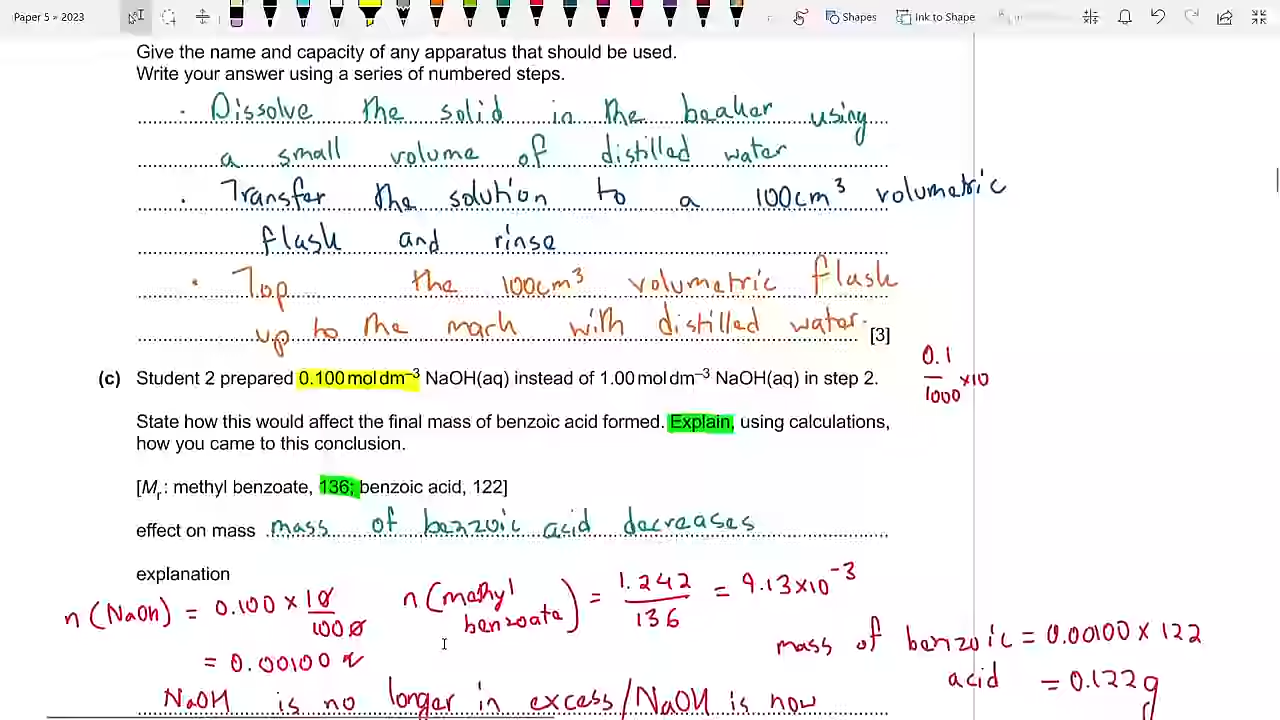 Paper 5 » 2023
Shapes
Ink to Shape
Give the name and capacity of any apparatus that should be used.
Write your answer using a series of numbered steps.
· Dissolve the solid in the beaker using
a small volume of distilled water
· Transfer the solution to a 100cm³ volumetric
flask and rinse
· Top the 100cm³ volumetric flask
up to the mark with distilled water. [3]
0.1/1000 ×10
(c) Student 2 prepared 0.100 mol dm⁻³ NaOH(aq) instead of 1.00 mol dm⁻³ NaOH(aq) in step 2.
State how this would affect the final mass of benzoic acid formed. Explain, using calculations,
how you came to this conclusion.
[Mr: methyl benzoate, 136; benzoic acid, 122]
effect on mass mass of benzoic acid decreases
explanation
n (NaOH) = 0.100 × 10/1000
= 0.00100
n (methyl benzoate) = 1.242/136 = 9.13×10⁻³
mass of benzoic acid = 0.00100 × 122
= 0.122g
NaOH is no longer in excess/NaOH is now